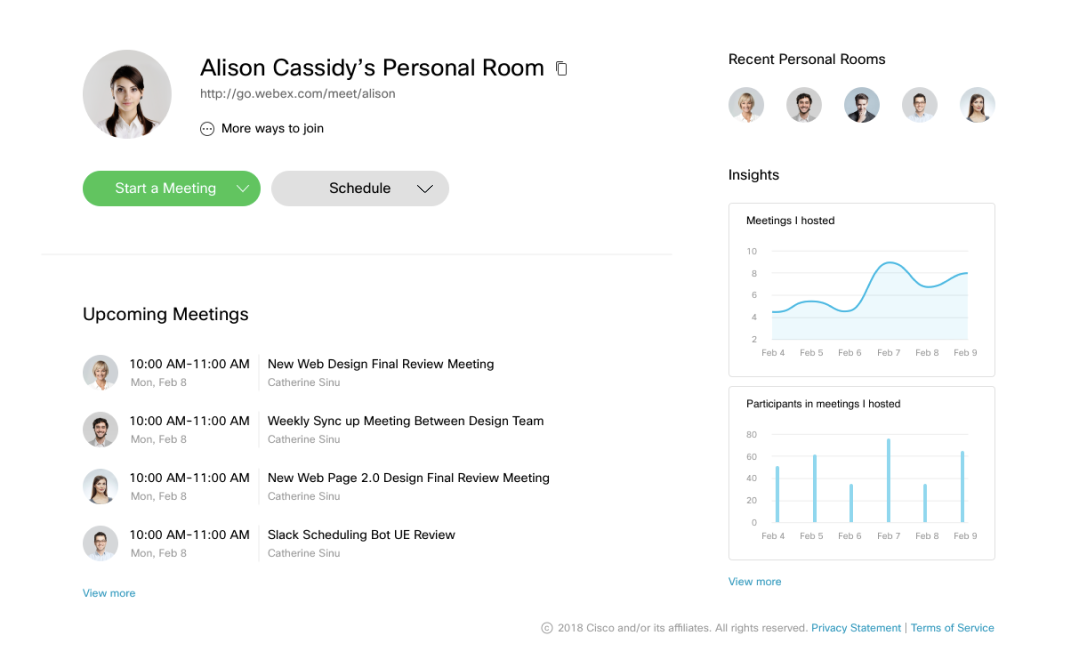 Alison Cassidy's Personal Room
http://go.webex.com/meet/alison
More ways to join
Start a Meeting
Schedule
Upcoming Meetings
10:00 AM-11:00 AM
Mon, Feb 8
New Web Design Final Review Meeting
Catherine Sinu
10:00 AM-11:00 AM
Mon, Feb 8
Weekly Sync up Meeting Between Design Team
Catherine Sinu
10:00 AM-11:00 AM
Mon, Feb 8
New Web Page 2.0 Design Final Review Meeting
Catherine Sinu
10:00 AM-11:00 AM
Mon, Feb 8
Slack Scheduling Bot UE Review
Catherine Sinu
View more
Recent Personal Rooms
Insights
Meetings I hosted
10
8
6
4
2
Feb 4 Feb 5 Feb 6 Feb 7 Feb 8 Feb 9
Participants in meetings I hosted
80
60
40
20
0
Feb 4 Feb 5 Feb 6 Feb 7 Feb 8 Feb 9
View more
© 2018 Cisco and/or its affiliates. All rights reserved. Privacy Statement | Terms of Service